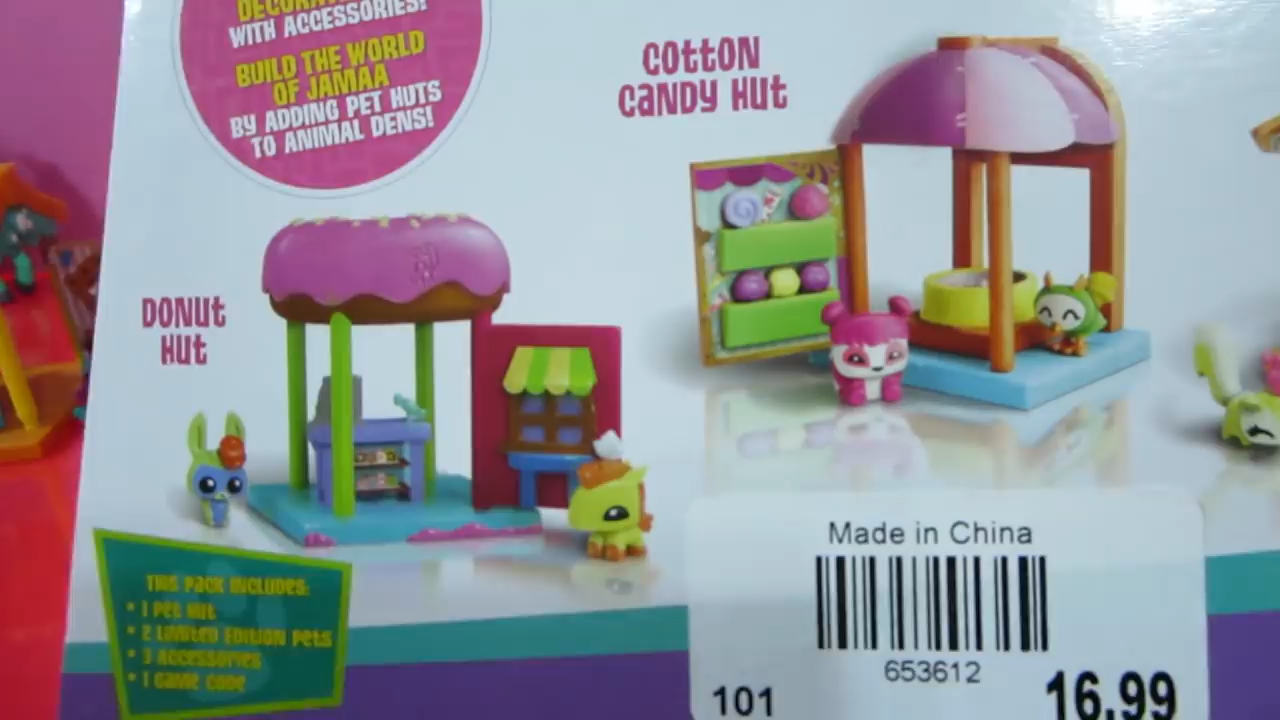 WITH ACCESSORIES!
BUILD THE WORLD
OF JAMAA
BY ADDING PET HUTS
TO ANIMAL DENS!
COTTON
CANDY HUT
DONUT
HUT
THIS PACK INCLUDES:
• 1 PET HUT
• 2 LIMITED EDITION PETS
• 3 ACCESSORIES
• 1 GAME CODE
Made in China
653612
101
16.99